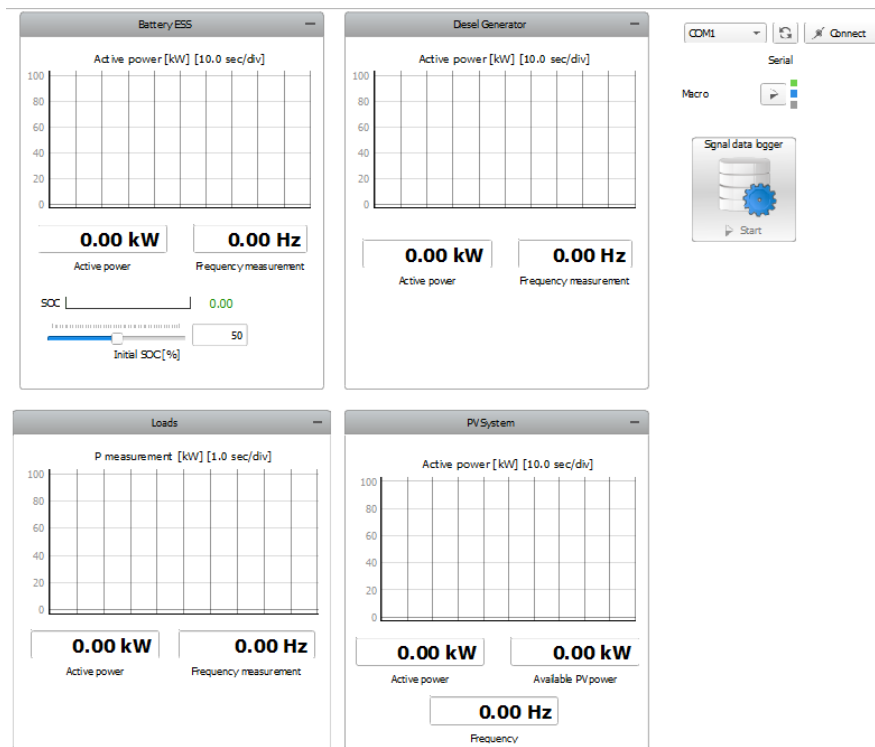 Battery ESS
Active power [kW] [10.0 sec/div]
100
80
60
40
20
0
0.00 kW
0.00 Hz
Active power
Frequency measurement
SOC
0.00
50
Initial SOC [%]
Diesel Generator
Active power [kW] [10.0 sec/div]
100
80
60
40
20
0
0.00 kW
0.00 Hz
Active power
Frequency measurement
COM1
Connect
Serial
Macro
Signal data logger
Start
Loads
P measurement [kW] [1.0 sec/div]
100
80
60
40
20
0
0.00 kW
0.00 Hz
Active power
Frequency measurement
PV System
Active power [kW] [10.0 sec/div]
100
80
60
40
20
0
0.00 kW
0.00 kW
Active power
Available PV power
0.00 Hz
Frequency